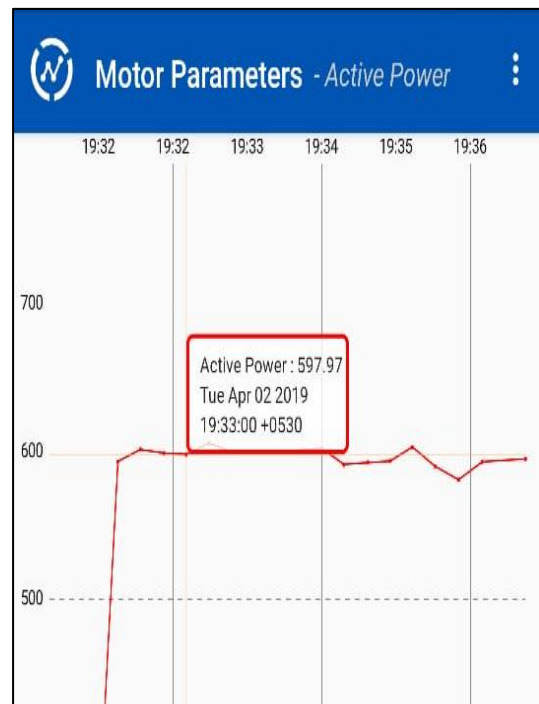 Motor Parameters - Active Power
19:32 19:32 19:33 19:34 19:35 19:36
700
Active Power : 597.97
Tue Apr 02 2019
19:33:00 +0530
600
500